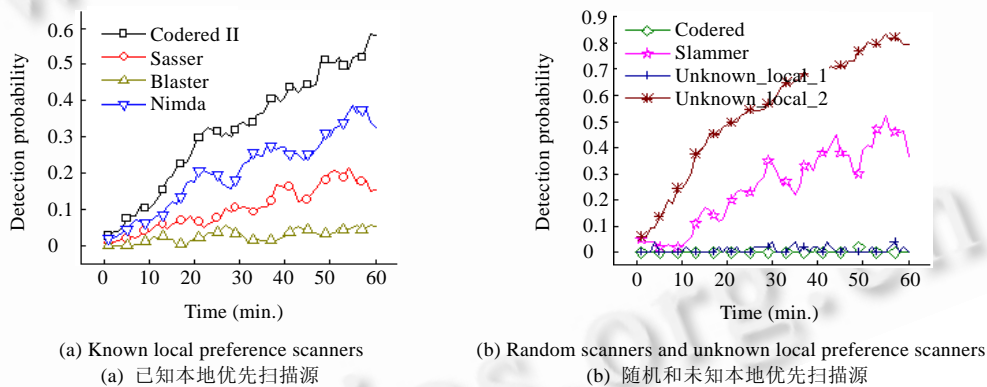 0.6
0.5
0.4
0.3
0.2
0.1
0
Detection probability
Codered II
Sasser
Blaster
Nimda
0 10 20 30 40 50 60
Time (min.)
(a) Known local preference scanners
(a) 已知本地优先扫描源
0.9
0.8
0.7
0.6
0.5
0.4
0.3
0.2
0.1
0
Detection probability
Codered
Slammer
Unknown_local_1
Unknown_local_2
0 10 20 30 40 50 60
Time (min.)
(b) Random scanners and unknown local preference scanners
(b) 随机和未知本地优先扫描源